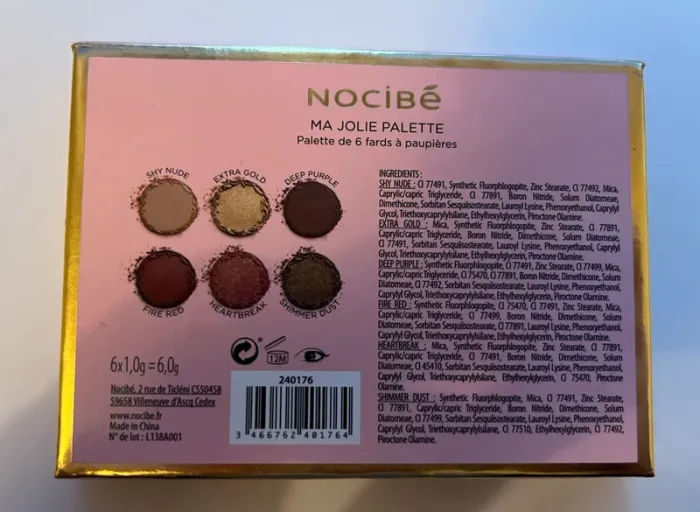 NOCiBé
MA JOLIE PALETTE
Palette de 6 fards à paupières
SHY NUDE
EXTRA GOLD
DEEP PURPLE
FIRE RED
HEARTBREAK
SHIMMER DUST
6x1,0g=6,0g
Nocibé, 2 rue de Ticléni CS50458
59658 Villeneuve d'Ascq Cedex
www.nocibe.fr
Made in China
N° de lot : L138A001
12M
240176
3 466762 401764
INGREDIENTS :
SHY NUDE : CI 77491, Synthetic Fluorphlogopite, Zinc Stearate, CI 77492, Mica,
Caprylic/capric Triglyceride, CI 77891, Boron Nitride, Solum Diatomeae,
Dimethicone, Sorbitan Sesquisostearate, Lauroyl Lysine, Phenoxyethanol, Caprylyl
Glycol, Triethoxycaprylylsilane, Ethylhexylglycerin, Piroctone Olamine.
EXTRA GOLD : Mica, Synthetic Fluorphlogopite, Zinc Stearate, CI 77891,
Caprylic/capric Triglyceride, Boron Nitride, Dimethicone, Solum Diatomeae,
CI 77491, Sorbitan Sesquisostearate, Lauroyl Lysine, Phenoxyethanol, Caprylyl
Glycol, Triethoxycaprylylsilane, Ethylhexylglycerin, Piroctone Olamine.
DEEP PURPLE : Synthetic Fluorphlogopite, CI 77491, Zinc Stearate, CI 77499, Mica,
Caprylic/capric Triglyceride, CI 75470, CI 77891, Boron Nitride, Dimethicone, Solum
Diatomeae, CI 77492, Sorbitan Sesquisostearate, Lauroyl Lysine, Phenoxyethanol,
Caprylyl Glycol, Triethoxycaprylylsilane, Ethylhexylglycerin, Piroctone Olamine.
FIRE RED : Synthetic Fluorphlogopite, CI 75470, CI 77491, Zinc Stearate, Mica,
Caprylic/capric Triglyceride, CI 77499, Boron Nitride, Dimethicone, Solum
Diatomeae, Sorbitan Sesquisostearate, CI 77891, Lauroyl Lysine, Phenoxyethanol,
Caprylyl Glycol, Triethoxycaprylylsilane, Ethylhexylglycerin, Piroctone Olamine.
HEARTBREAK : Mica, Synthetic Fluorphlogopite, Zinc Stearate, CI 77891,
Caprylic/capric Triglyceride, CI 77491, Boron Nitride, Dimethicone, Solum
Diatomeae, CI 45410, Sorbitan Sesquisostearate, Lauroyl Lysine, Phenoxyethanol,
Caprylyl Glycol, Triethoxycaprylylsilane, Ethylhexylglycerin, CI 75470, Piroctone
Olamine.
SHIMMER DUST : Synthetic Fluorphlogopite, Mica, CI 77491, Zinc Stearate,
CI 77891, Caprylic/capric Triglyceride, Boron Nitride, Dimethicone, Solum
Diatomeae, CI 77499, Sorbitan Sesquisostearate, Lauroyl Lysine, Phenoxyethanol,
Caprylyl Glycol, Triethoxycaprylylsilane, CI 77510, Ethylhexylglycerin, CI 77492,
Piroctone Olamine.